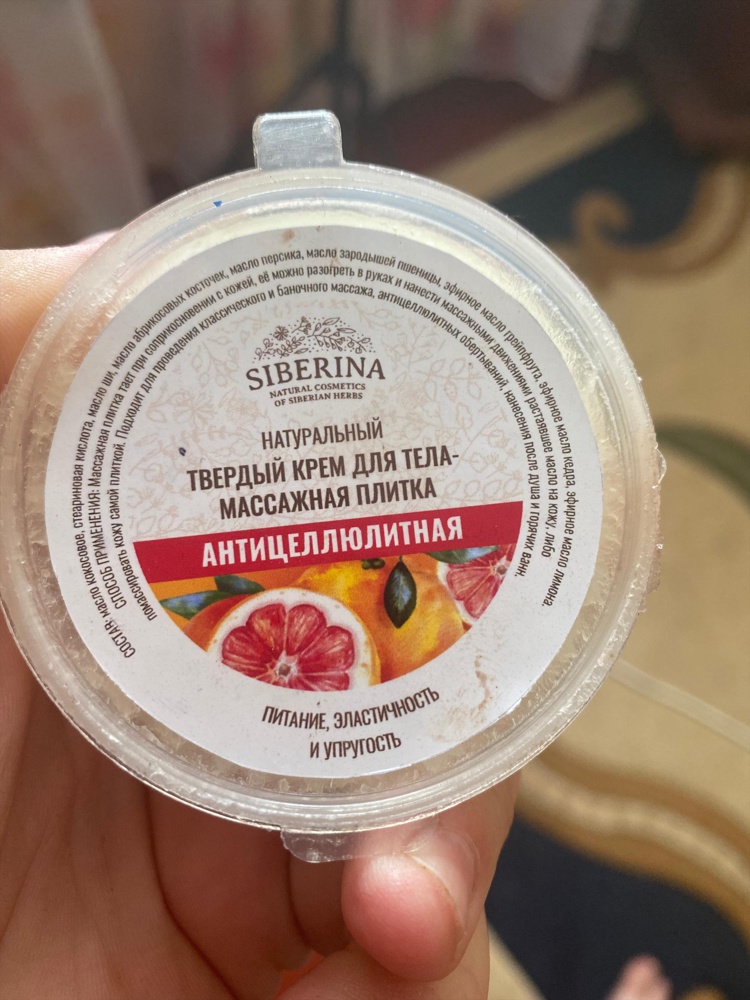 СОСТАВ: масло кокосовое, стеариновая кислота, масло ши, масло абрикосовых косточек, масло персика, масло зародышей пшеницы, эфирное масло грейпфрута, эфирное масло кедра, эфирное масло лимона.
СПОСОБ ПРИМЕНЕНИЯ: Массажная плитка тает при соприкосновении с кожей, её можно разогреть в руках и нанести массажными движениями растаявшее масло на кожу, либо
помассировать кожу самой плиткой. Подходит для проведения классического и баночного массажа, антицеллюлитных обертываний, нанесения после душа и горячих ванн.
SIBERINA
NATURAL COSMETICS
OF SIBERIAN HERBS
НАТУРАЛЬНЫЙ
ТВЕРДЫЙ КРЕМ ДЛЯ ТЕЛА-
МАССАЖНАЯ ПЛИТКА
АНТИЦЕЛЛЮЛИТНАЯ
ПИТАНИЕ, ЭЛАСТИЧНОСТЬ
И УПРУГОСТЬ